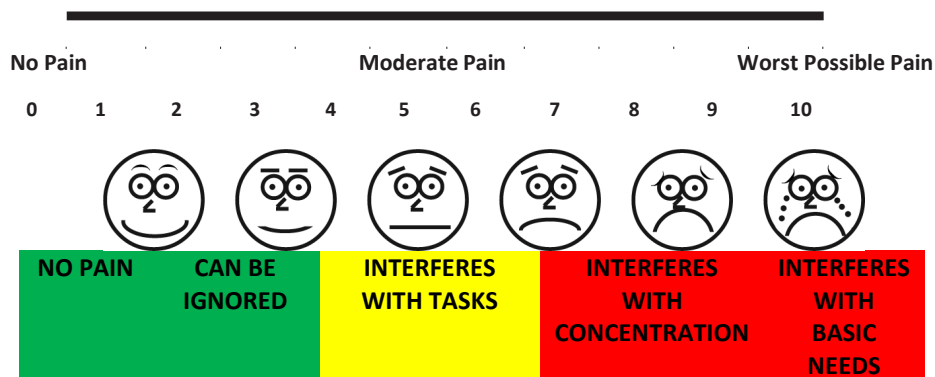 No Pain Moderate Pain Worst Possible Pain
0 1 2 3 4 5 6 7 8 9 10
NO PAIN CAN BE INTERFERES INTERFERES INTERFERES
IGNORED WITH TASKS WITH WITH
CONCENTRATION BASIC
NEEDS